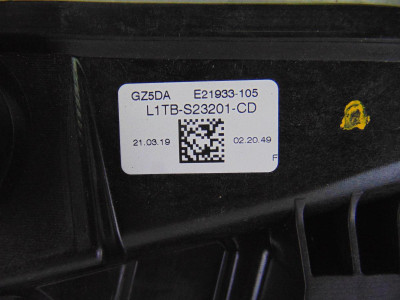 GZ5DA E21933-105
L1TB-S23201-CD
21.03.19 02.20.49
F